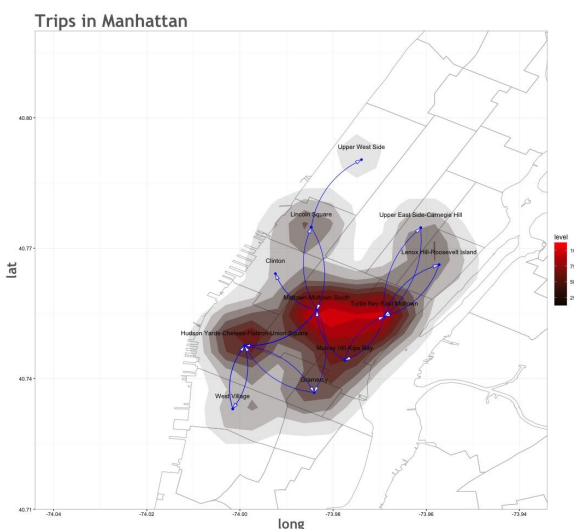 Trips in Manhattan
lat
40.80
40.77
40.74
40.71
Upper West Side
Lincoln Square
Upper East Side-Carnegie Hill
Clinton
Lenox Hill-Roosevelt Island
Midtown-Midtown South
Turtle Bay-East Midtown
Hudson Yards-Chelsea-Flatiron-Union Square
Murray Hill-Kips Bay
Gramercy
West Village
level
-74.04
-74.02
-74.00
-73.98
-73.96
-73.94
long